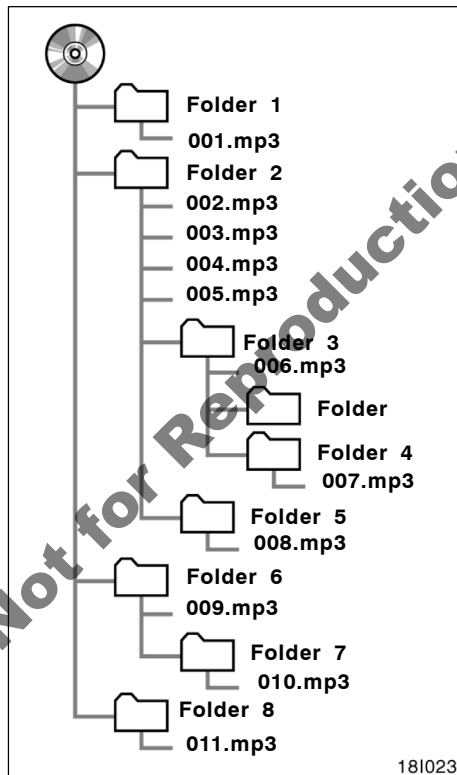 Folder 1
001.mp3
Folder 2
002.mp3
003.mp3
004.mp3
005.mp3
Folder 3
006.mp3
Folder
Folder 4
007.mp3
Folder 5
008.mp3
Folder 6
009.mp3
Folder 7
010.mp3
Folder 8
011.mp3
18I023
Not for Reproduction